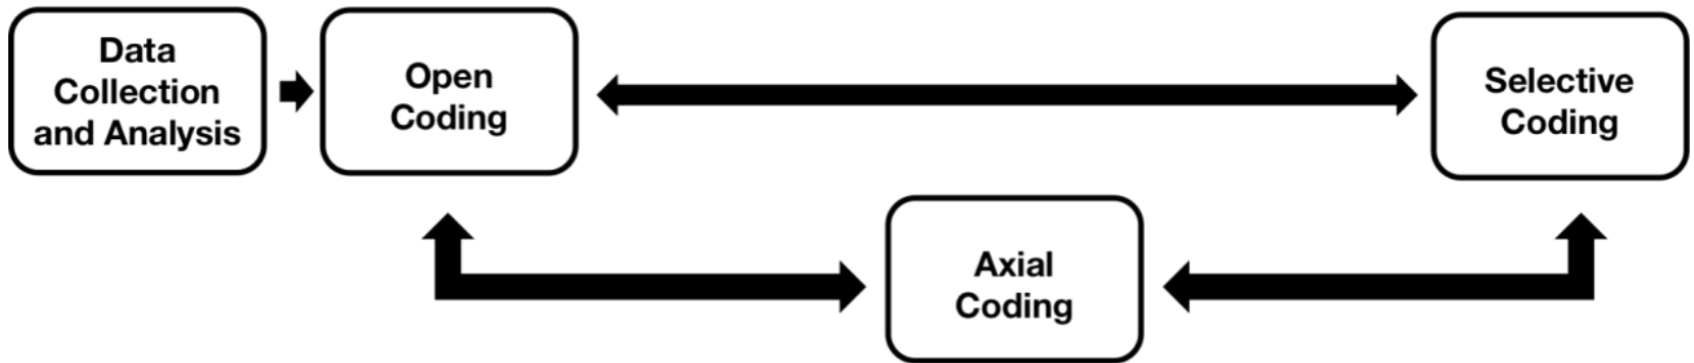 Data
Collection
and Analysis
Open
Coding
Selective
Coding
Axial
Coding